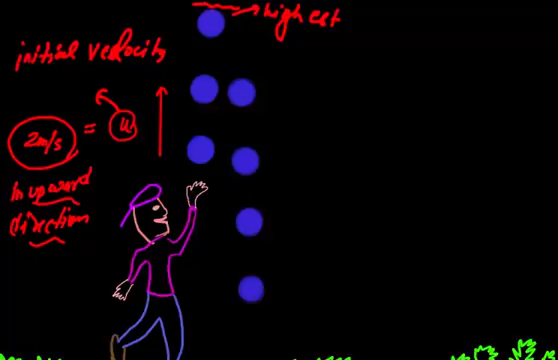 highest
initial velocity
2m/s = u
In upward
direction